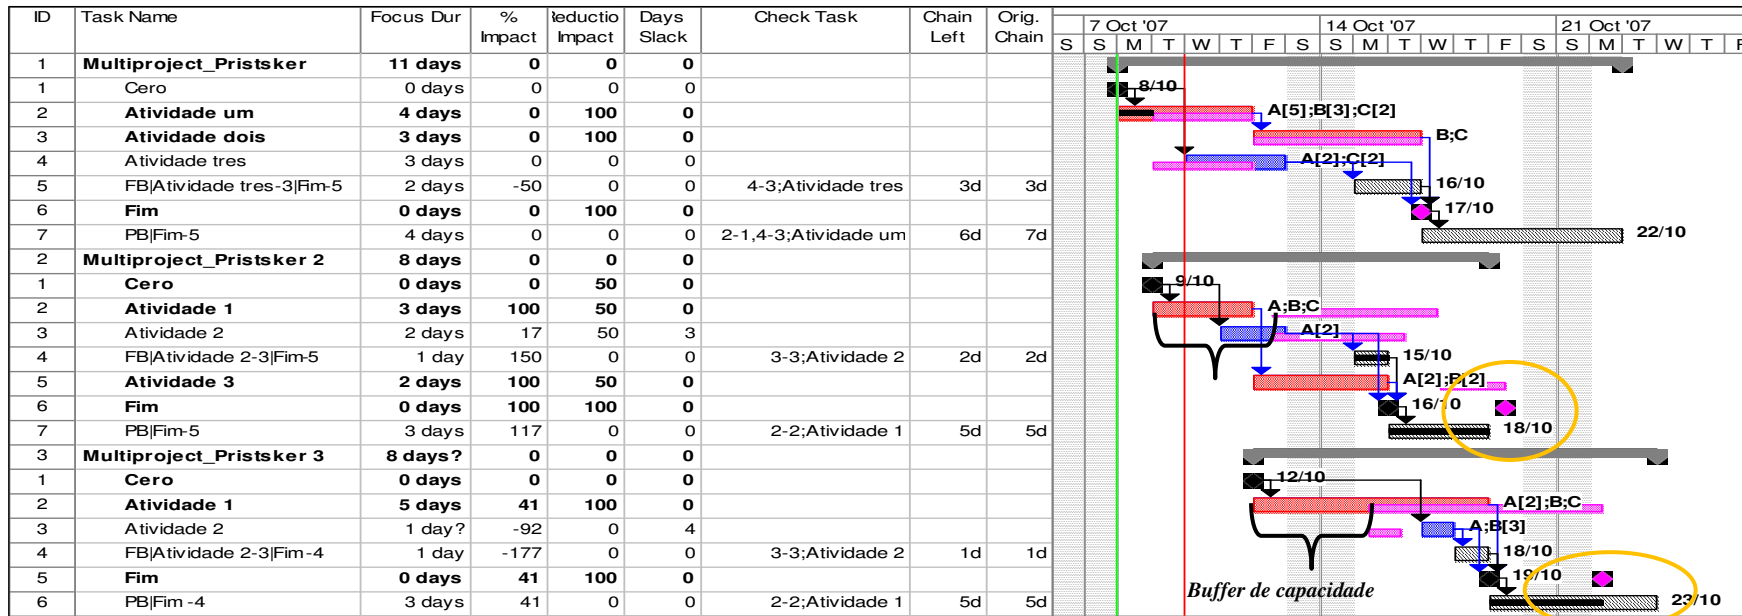 ID Task Name Focus Dur % Impact Reductio Impact Days Slack Check Task Chain Left Orig. Chain 7 Oct '07 14 Oct '07 21 Oct '07
S S M T W T F S S M T W T F S S M T W T F
1 Multiproject_Pristsker 11 days 0 0 0
1 Cero 0 days 0 0 0 8/10
2 Atividade um 4 days 0 100 0 A[5];B[3];C[2]
3 Atividade dois 3 days 0 100 0 B;C
4 Atividade tres 3 days 0 0 0 A[2];C[2]
5 FB|Atividade tres-3|Fim-5 2 days -50 0 0 4-3;Atividade tres 3d 3d 16/10
6 Fim 0 days 0 100 0 17/10
7 PB|Fim-5 4 days 0 0 0 2-1,4-3;Atividade um 6d 7d 22/10
2 Multiproject_Pristsker 2 8 days 0 0 0
1 Cero 0 days 0 50 0 9/10
2 Atividade 1 3 days 100 50 0 A;B;C
3 Atividade 2 2 days 17 50 3 A[2]
4 FB|Atividade 2-3|Fim-5 1 day 150 0 0 3-3;Atividade 2 2d 2d 15/10
5 Atividade 3 2 days 100 50 0 A[2];B[2]
6 Fim 0 days 100 100 0 16/10
7 PB|Fim-5 3 days 117 0 0 2-2;Atividade 1 5d 5d 18/10
3 Multiproject_Pristsker 3 8 days? 0 0 0
1 Cero 0 days 0 0 0 12/10
2 Atividade 1 5 days 41 100 0 A[2];B;C
3 Atividade 2 1 day? -92 0 4 A;B[3]
4 FB|Atividade 2-3|Fim-4 1 day -177 0 0 3-3;Atividade 2 1d 1d 18/10
5 Fim 0 days 41 100 0 19/10
Buffer de capacidade
6 PB|Fim -4 3 days 41 0 0 2-2;Atividade 1 5d 5d 23/10